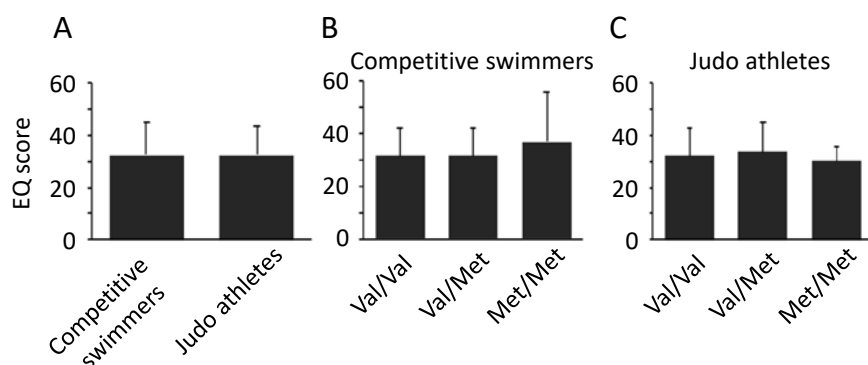 A
B
C
Competitive swimmers
Judo athletes
EQ score
60
40
20
0
Competitive
swimmers
Judo athletes
60
40
20
0
Val/Val
Val/Met
Met/Met
60
40
20
0
Val/Val
Val/Met
Met/Met